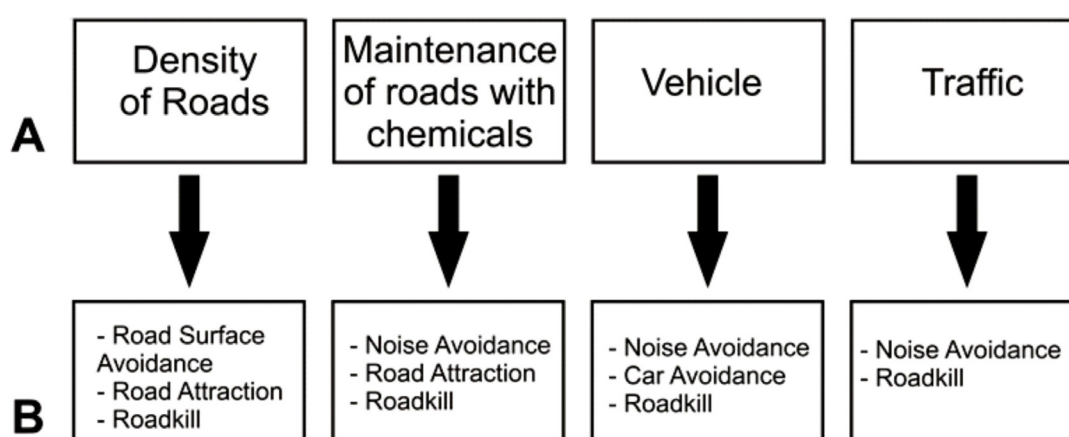 A
Density
of Roads
Maintenance
of roads with
chemicals
Vehicle
Traffic
B
- Road Surface
Avoidance
- Road Attraction
- Roadkill
- Noise Avoidance
- Road Attraction
- Roadkill
- Noise Avoidance
- Car Avoidance
- Roadkill
- Noise Avoidance
- Roadkill